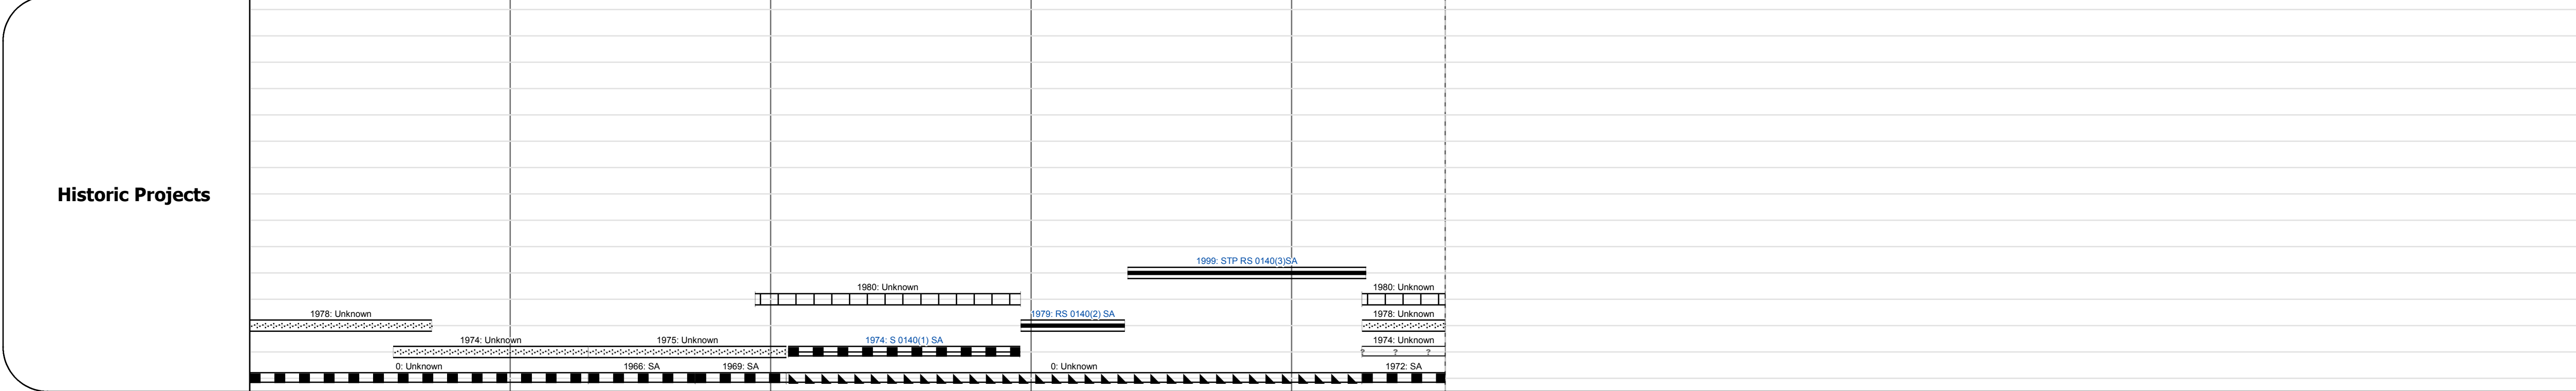 Historic Projects
1999: STP RS 0140(3)SA
1980: Unknown
1980: Unknown
1978: Unknown
1979: RS 0140(2) SA
1978: Unknown
1974: Unknown
1975: Unknown
1974: S 0140(1) SA
1974: Unknown
? ? ?
0: Unknown
1966: SA
1969: SA
0: Unknown
1972: SA